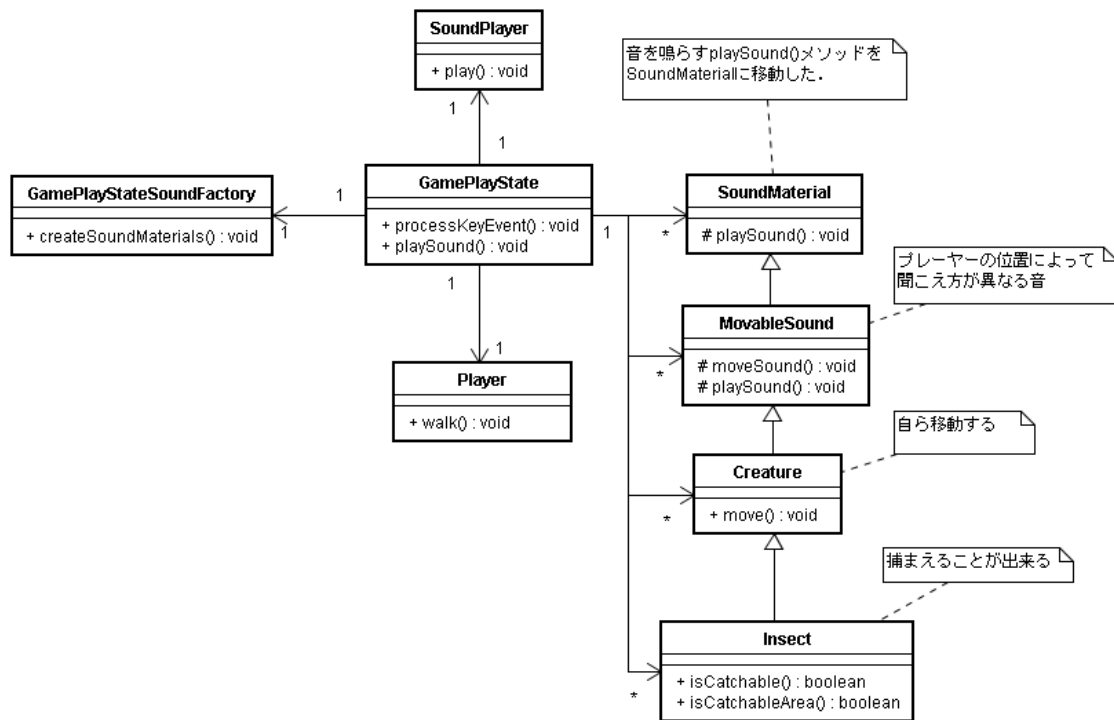 SoundPlayer
+ play() : void
音を鳴らすplaySound()メソッドを
SoundMaterialに移動した.
1
1
GamePlayStateSoundFactory
+ createSoundMaterials() : void
1
1
GamePlayState
+ processKeyEvent() : void
+ playSound() : void
1
*
SoundMaterial
# playSound() : void
プレーヤーの位置によって
聞こえ方が異なる音
1
1
MovableSound
# moveSound() : void
# playSound() : void
*
Player
+ walk() : void
自ら移動する
Creature
+ move() : void
*
捕まえることが出来る
Insect
+ isCatchable() : boolean
+ isCatchableArea() : boolean
*